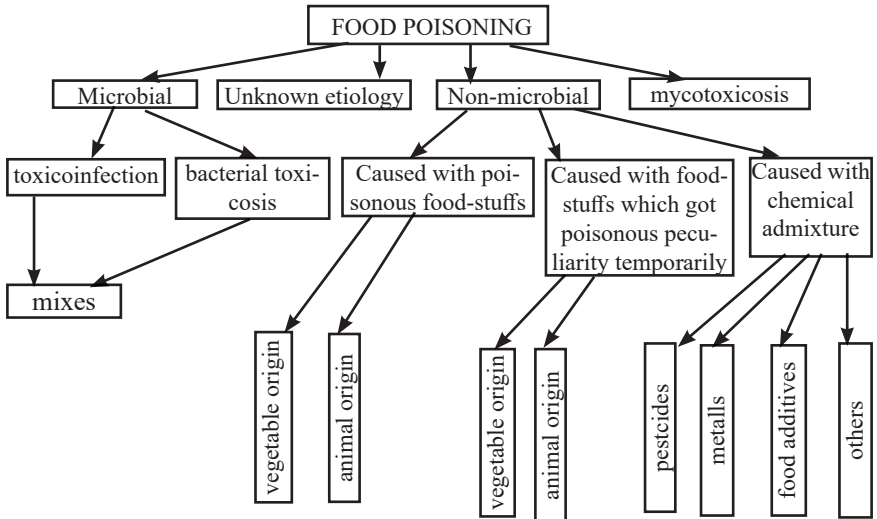 FOOD POISONING
Microbial
Unknown etiology
Non-microbial
mycotoxicosis
toxicoinfection
bacterial toxi-
cosis
Caused with poi-
sonous food-stuffs
Caused with food-
stuffs which got
poisonous pecu-
liarity temporarily
Caused with
chemical
admixture
mixes
vegetable origin
animal origin
vegetable origin
animal origin
pestcides
metalls
food additives
others